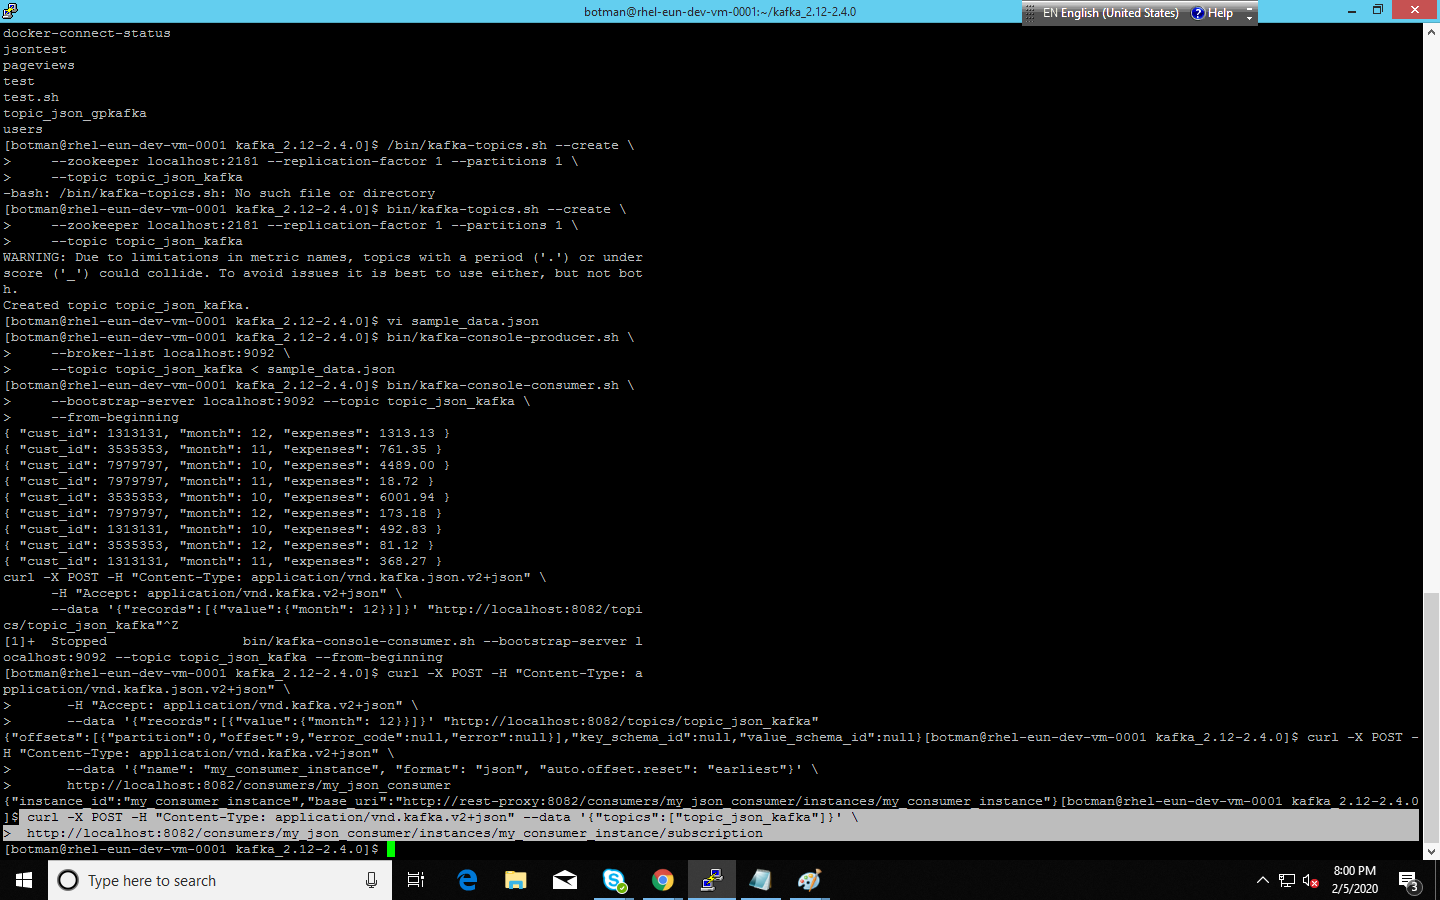 botman@rhel-eun-dev-vm-0001:~/kafka_2.12-2.4.0
EN English (United States) Help
docker-connect-status
jsontest
pageviews
test
test.sh
topic_json_gpkafka
users
[botman@rhel-eun-dev-vm-0001 kafka_2.12-2.4.0]$ /bin/kafka-topics.sh --create \
>     --zookeeper localhost:2181 --replication-factor 1 --partitions 1 \
>     --topic topic_json_kafka
-bash: /bin/kafka-topics.sh: No such file or directory
[botman@rhel-eun-dev-vm-0001 kafka_2.12-2.4.0]$ bin/kafka-topics.sh --create \
>     --zookeeper localhost:2181 --replication-factor 1 --partitions 1 \
>     --topic topic_json_kafka
WARNING: Due to limitations in metric names, topics with a period ('.') or under
score ('_') could collide. To avoid issues it is best to use either, but not bot
h.
Created topic topic_json_kafka.
[botman@rhel-eun-dev-vm-0001 kafka_2.12-2.4.0]$ vi sample_data.json
[botman@rhel-eun-dev-vm-0001 kafka_2.12-2.4.0]$ bin/kafka-console-producer.sh \
>     --broker-list localhost:9092 \
>     --topic topic_json_kafka < sample_data.json
[botman@rhel-eun-dev-vm-0001 kafka_2.12-2.4.0]$ bin/kafka-console-consumer.sh \
>     --bootstrap-server localhost:9092 --topic topic_json_kafka \
>     --from-beginning
{ "cust_id": 1313131, "month": 12, "expenses": 1313.13 }
{ "cust_id": 3535353, "month": 11, "expenses": 761.35 }
{ "cust_id": 7979797, "month": 10, "expenses": 4489.00 }
{ "cust_id": 7979797, "month": 11, "expenses": 18.72 }
{ "cust_id": 3535353, "month": 10, "expenses": 6001.94 }
{ "cust_id": 7979797, "month": 12, "expenses": 173.18 }
{ "cust_id": 1313131, "month": 10, "expenses": 492.83 }
{ "cust_id": 3535353, "month": 12, "expenses": 81.12 }
{ "cust_id": 1313131, "month": 11, "expenses": 368.27 }
curl -X POST -H "Content-Type: application/vnd.kafka.json.v2+json" \
      -H "Accept: application/vnd.kafka.v2+json" \
      --data '{"records":[{"value":{"month": 12}}]}' "http://localhost:8082/topi
cs/topic_json_kafka"^Z
[1]+  Stopped                 bin/kafka-console-consumer.sh --bootstrap-server l
ocalhost:9092 --topic topic_json_kafka --from-beginning
[botman@rhel-eun-dev-vm-0001 kafka_2.12-2.4.0]$ curl -X POST -H "Content-Type: a
pplication/vnd.kafka.json.v2+json" \
>       -H "Accept: application/vnd.kafka.v2+json" \
>       --data '{"records":[{"value":{"month": 12}}]}' "http://localhost:8082/topics/topic_json_kafka"
{"offsets":[{"partition":0,"offset":9,"error_code":null,"error":null}],"key_schema_id":null,"value_schema_id":null}[botman@rhel-eun-dev-vm-0001 kafka_2.12-2.4.0]$ curl -X POST -
H "Content-Type: application/vnd.kafka.v2+json" \
>       --data '{"name": "my_consumer_instance", "format": "json", "auto.offset.reset": "earliest"}' \
>       http://localhost:8082/consumers/my_json_consumer
{"instance_id":"my_consumer_instance","base_uri":"http://rest-proxy:8082/consumers/my_json_consumer/instances/my_consumer_instance"}[botman@rhel-eun-dev-vm-0001 kafka_2.12-2.4.0
]$ curl -X POST -H "Content-Type: application/vnd.kafka.v2+json" --data '{"topics":["topic_json_kafka"]}' \
>  http://localhost:8082/consumers/my_json_consumer/instances/my_consumer_instance/subscription
[botman@rhel-eun-dev-vm-0001 kafka_2.12-2.4.0]$
Type here to search
8:00 PM
2/5/2020
3